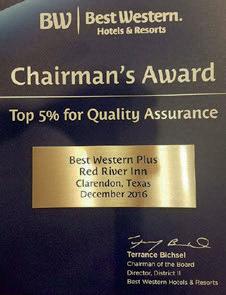 BW Best Western.
Hotels & Resorts
Chairman's Award
Top 5% for Quality Assurance
Best Western Plus
Red River Inn
Clarendon, Texas
December 2016
Terrance Bichsel
Chairman of the Board
Director, District II
Best Western Hotels & Resorts